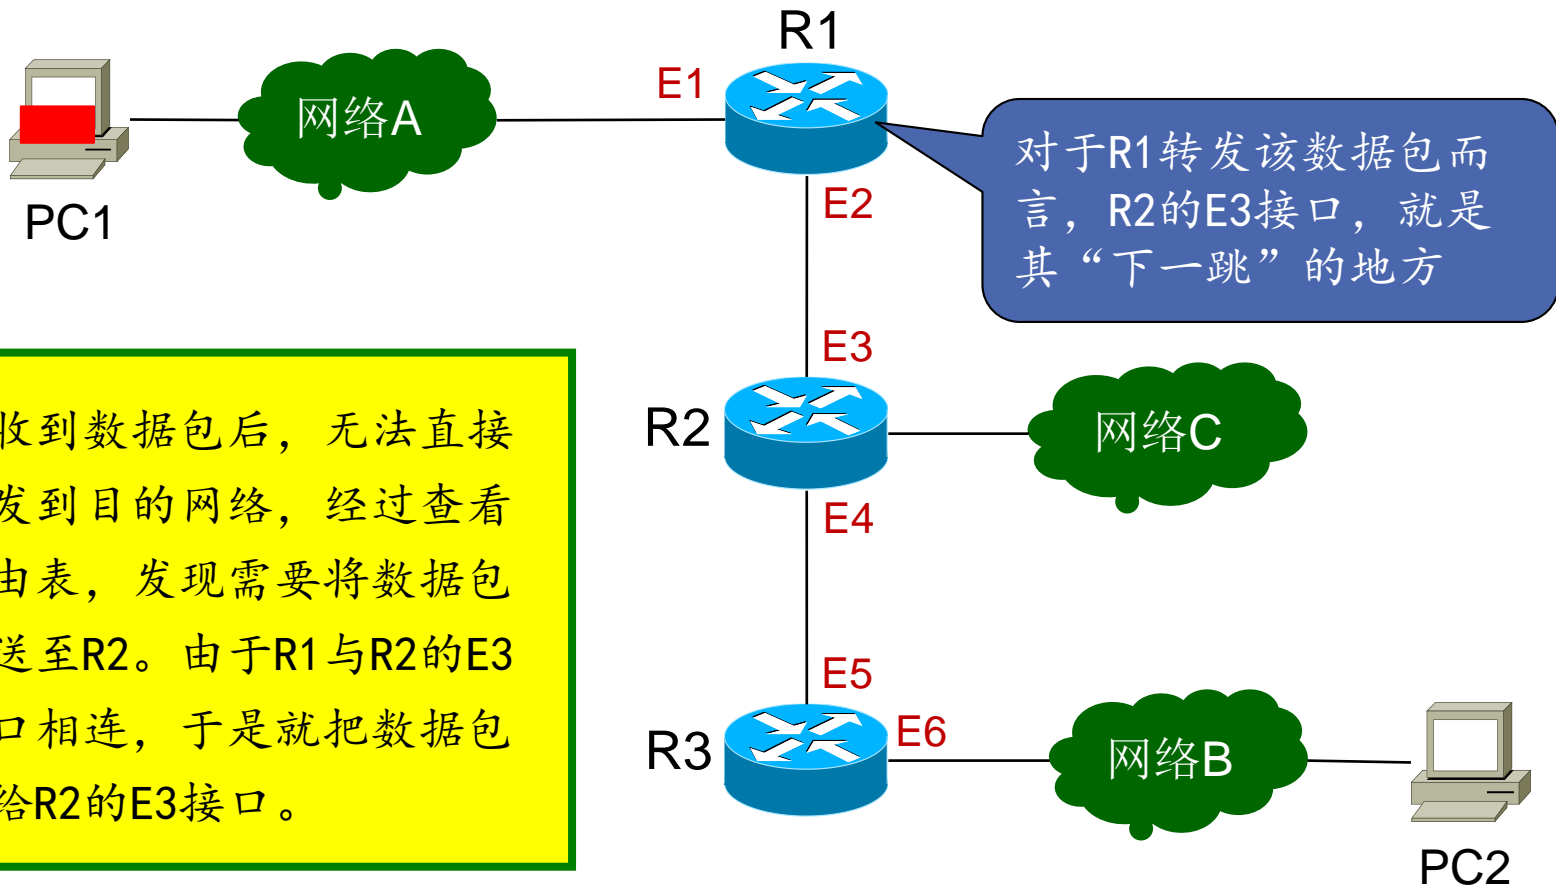 R1
E1
网络A
PC1
E2
对于R1转发该数据包而
言，R2的E3接口，就是
其“下一跳”的地方
E3
R2
网络C
E4
收到数据包后，无法直接
发到目的网络，经过查看
由表，发现需要将数据包
送至R2。由于R1与R2的E3
口相连，于是就把数据包
给R2的E3接口。
E5
R3
E6
网络B
PC2